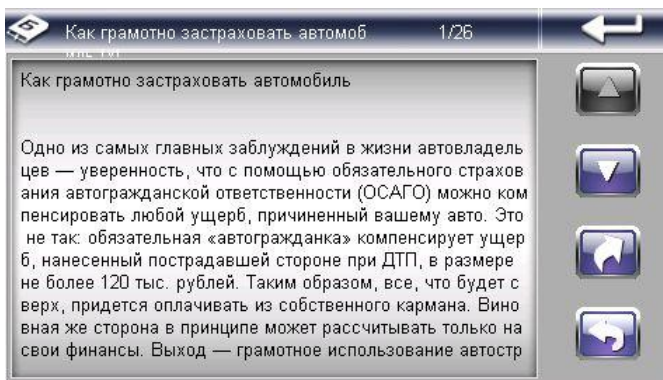 Как грамотно застраховать автомоб 1/26
иль.TXT
Как грамотно застраховать автомобиль
Одно из самых главных заблуждений в жизни автовладель
цев — уверенность, что с помощью обязательного страхов
ания автогражданской ответственности (ОСАГО) можно ком
пенсировать любой ущерб, причиненный вашему авто. Это
не так: обязательная «автогражданка» компенсирует ущер
б, нанесенный пострадавшей стороне при ДТП, в размере
не более 120 тыс. рублей. Таким образом, все, что будет с
верх, придется оплачивать из собственного кармана. Вино
вная же сторона в принципе может рассчитывать только на
свои финансы. Выход — грамотное использование автостр